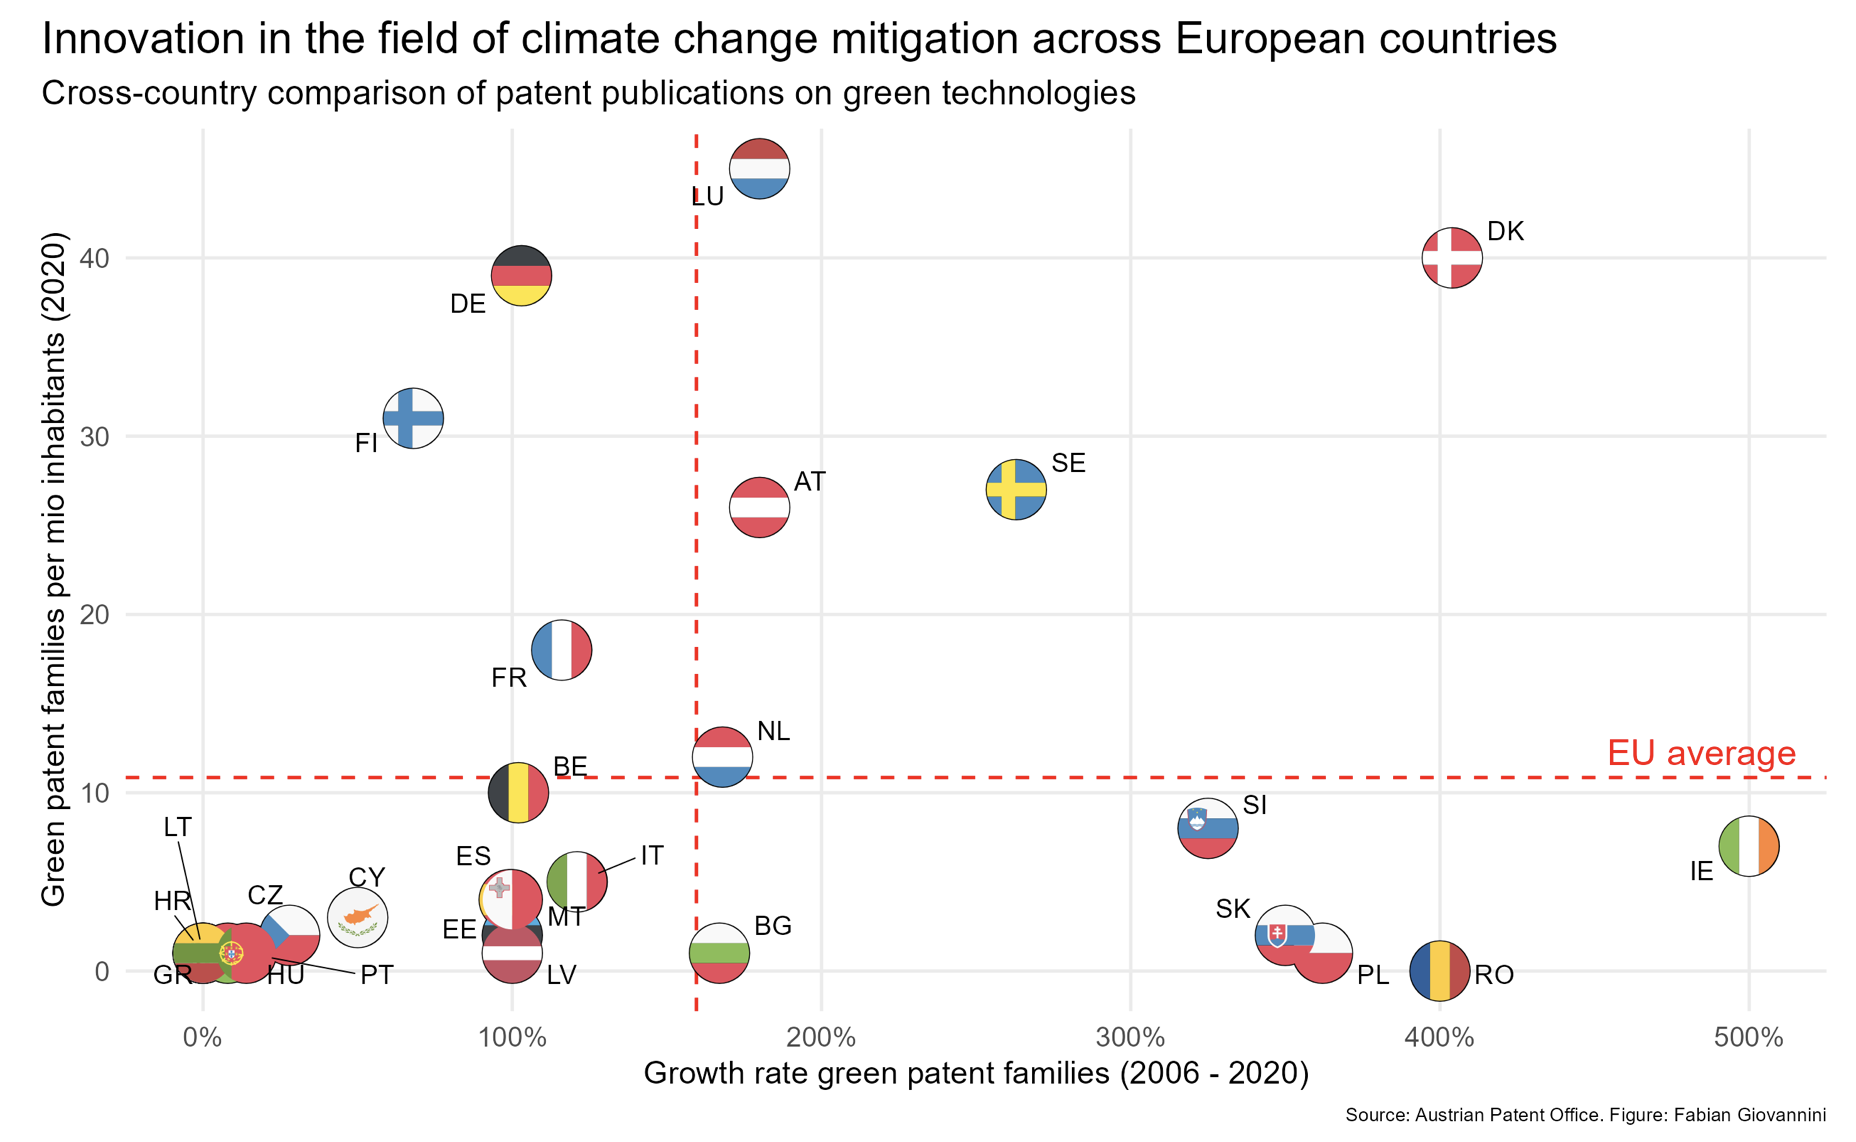 Innovation in the field of climate change mitigation across European countries
Cross-country comparison of patent publications on green technologies
Green patent families per mio inhabitants (2020)
40
30
20
10
0
LU
DK
DE
FI
SE
AT
FR
NL
EU average
BE
SI
LT
IT
ES
IE
CY
CZ
HR
SK
MT
BG
EE
GR
HU
PT
LV
PL
RO
0%
100%
200%
300%
400%
500%
Growth rate green patent families (2006 - 2020)
Source: Austrian Patent Office. Figure: Fabian Giovannini